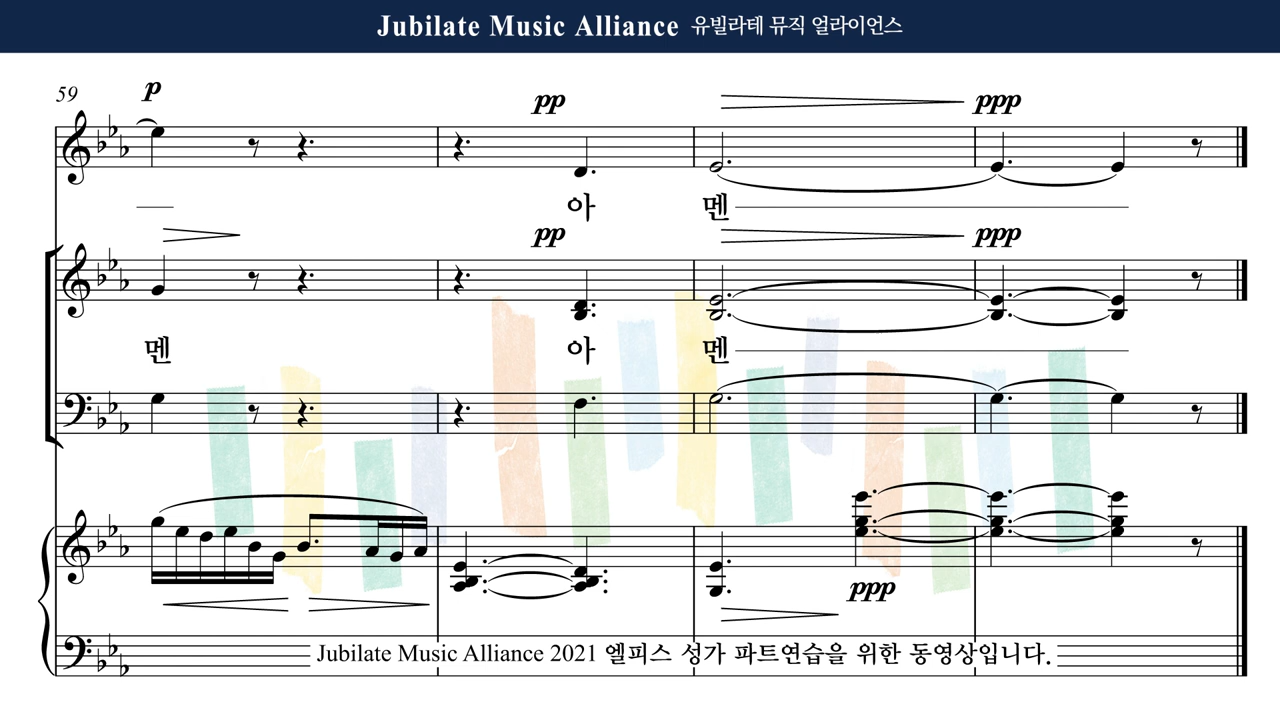 Jubilate Music Alliance 유빌라테 뮤직 얼라이언스
59
p
pp
ppp
아 멘
pp
ppp
멘 아 멘
ppp
Jubilate Music Alliance 2021 엘피스 성가 파트연습을 위한 동영상입니다.